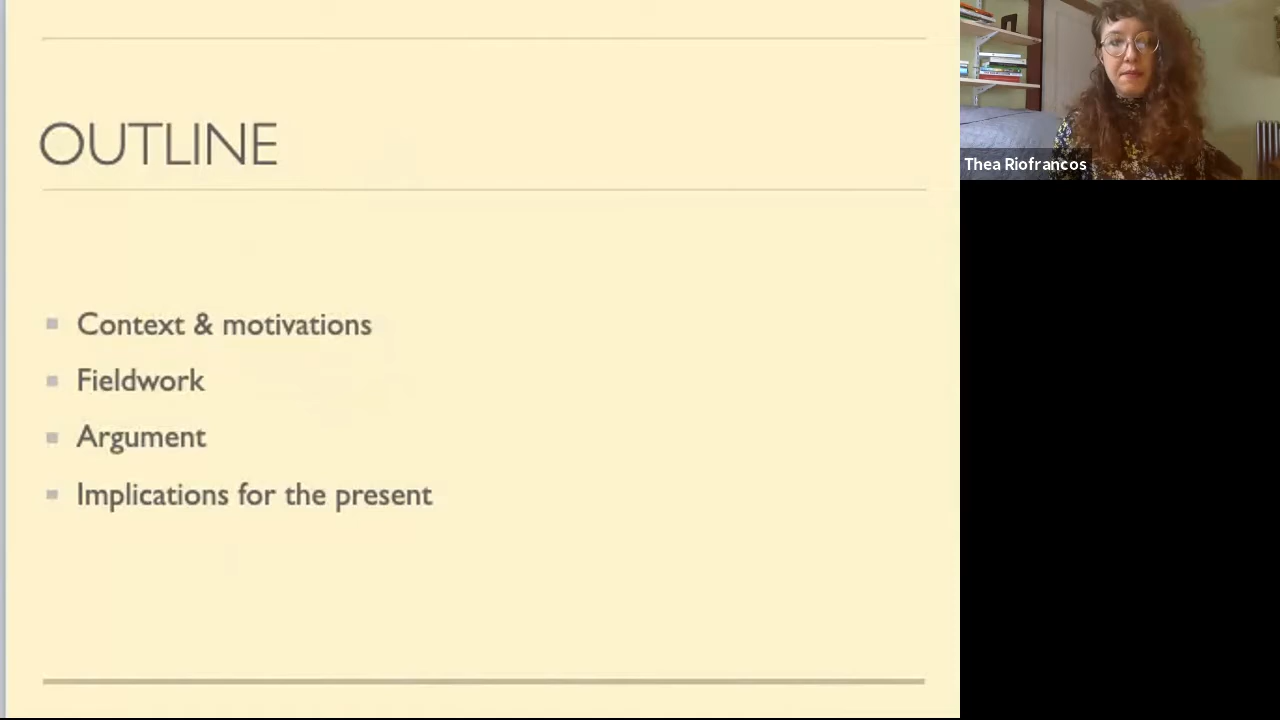 OUTLINE
Context & motivations
Fieldwork
Argument
Implications for the present
Thea Riofrancos